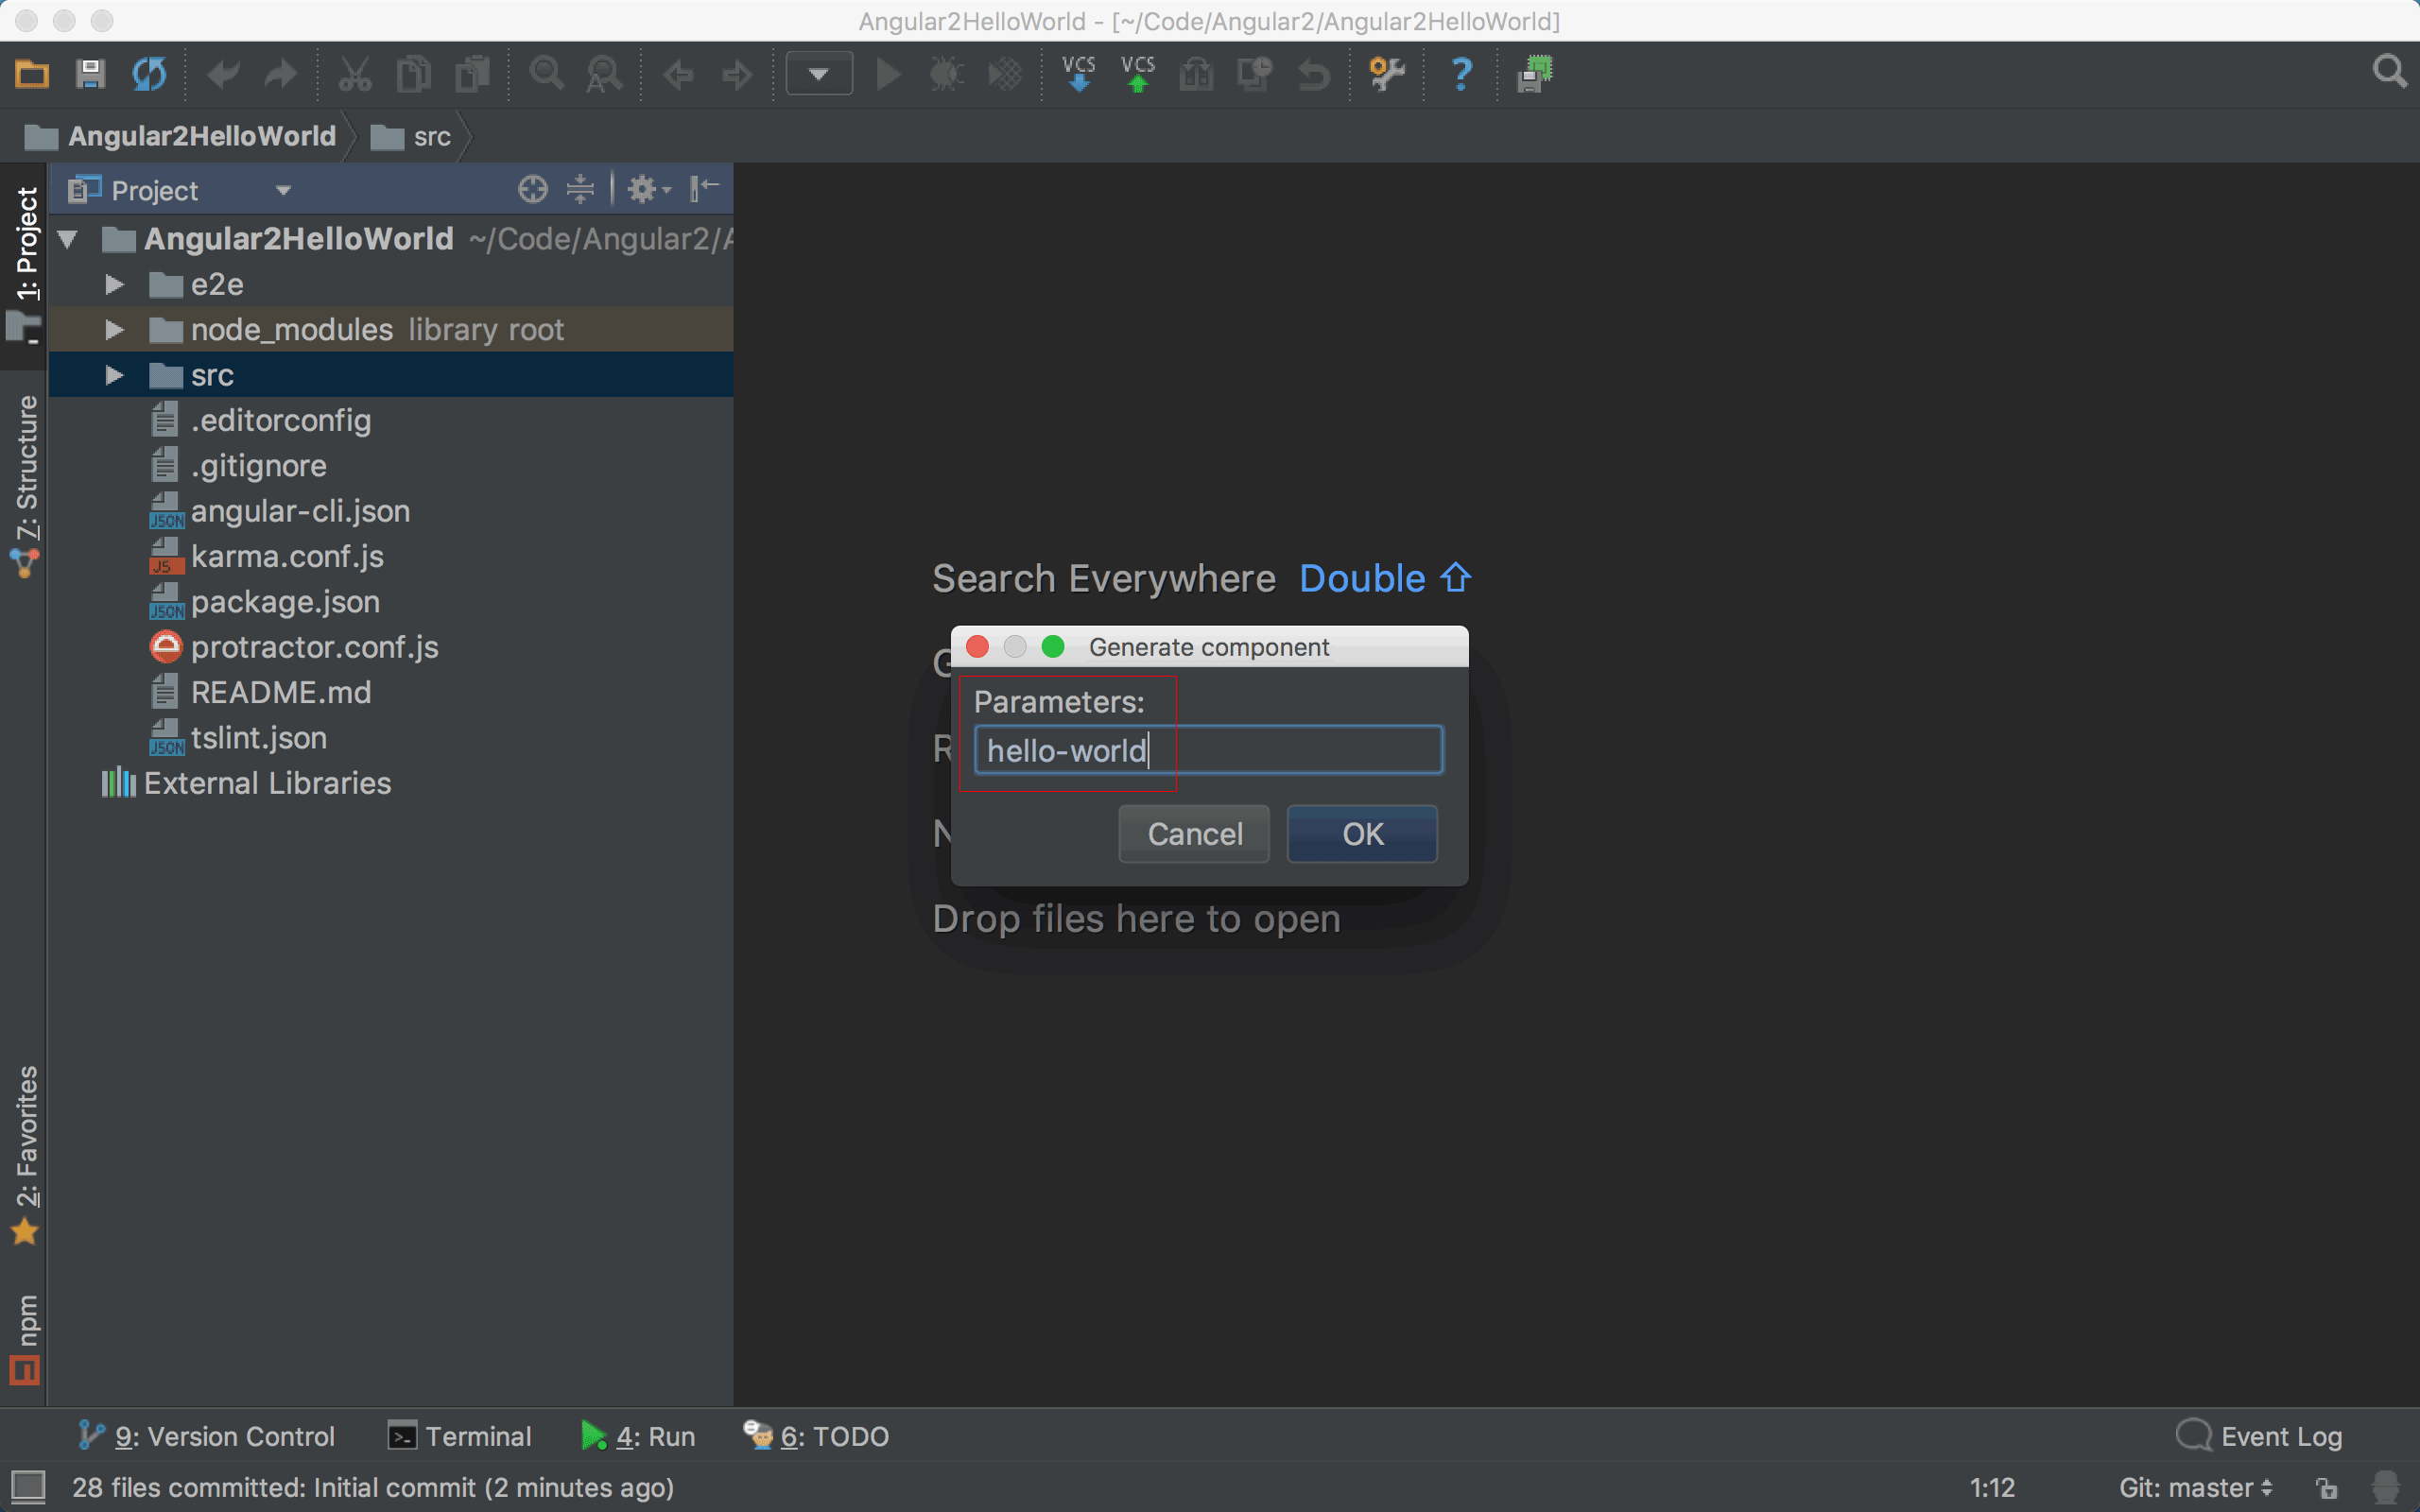 Angular2HelloWorld - [~/Code/Angular2/Angular2HelloWorld]
VCS VCS ?
Angular2HelloWorld src
1: Project
Project
Angular2HelloWorld ~/Code/Angular2/
e2e
node_modules library root
src
.editorconfig
.gitignore
JSON angular-cli.json
JS karma.conf.js
JSON package.json
protractor.conf.js
README.md
JSON tslint.json
External Libraries
7: Structure
2: Favorites
npm
Search Everywhere Double ⇧
Generate component
Parameters:
hello-world
Cancel OK
Drop files here to open
9: Version Control Terminal 4: Run 6: TODO Event Log
28 files committed: Initial commit (2 minutes ago) 1:12 Git: master